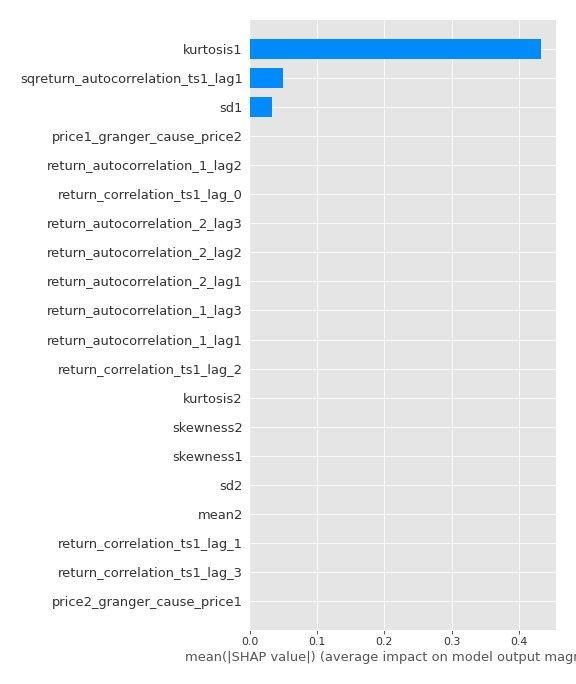 kurtosis1
sqreturn_autocorrelation_ts1_lag1
sd1
price1_granger_cause_price2
return_autocorrelation_1_lag2
return_correlation_ts1_lag_0
return_autocorrelation_2_lag3
return_autocorrelation_2_lag2
return_autocorrelation_2_lag1
return_autocorrelation_1_lag3
return_autocorrelation_1_lag1
return_correlation_ts1_lag_2
kurtosis2
skewness2
skewness1
sd2
mean2
return_correlation_ts1_lag_1
return_correlation_ts1_lag_3
price2_granger_cause_price1
0.0 0.1 0.2 0.3 0.4
mean(|SHAP value|) (average impact on model output magn